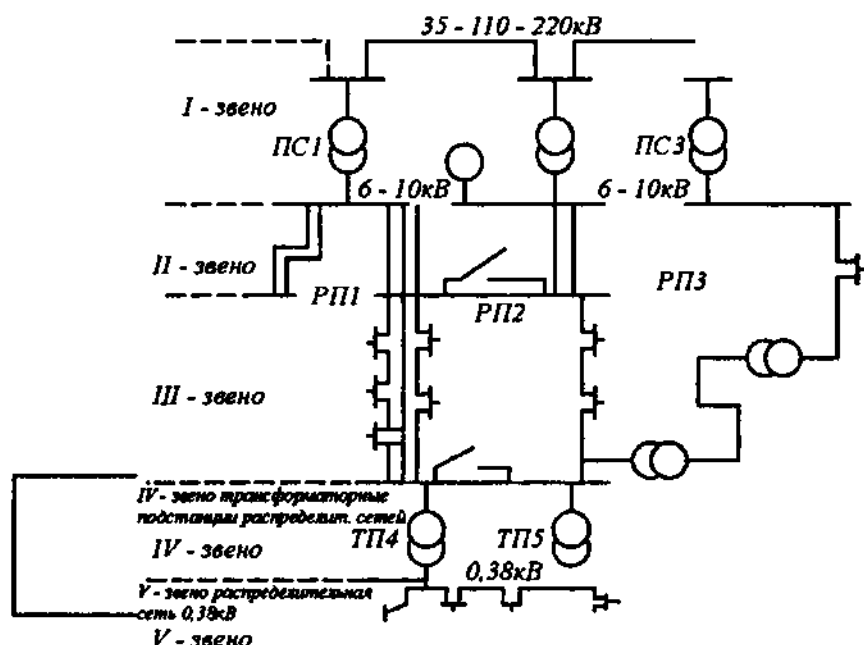 35 - 110 - 220кВ
I - звено
ПС1
ПС3
6 - 10кВ
6 - 10кВ
II - звено
РП1
РП2
РП3
III - звено
IV - звено трансформаторные
подстанции распределит. сетей
IV - звено
ТП4
ТП5
0,38кВ
V - звено распределительная
сеть 0,38кВ
V - звено